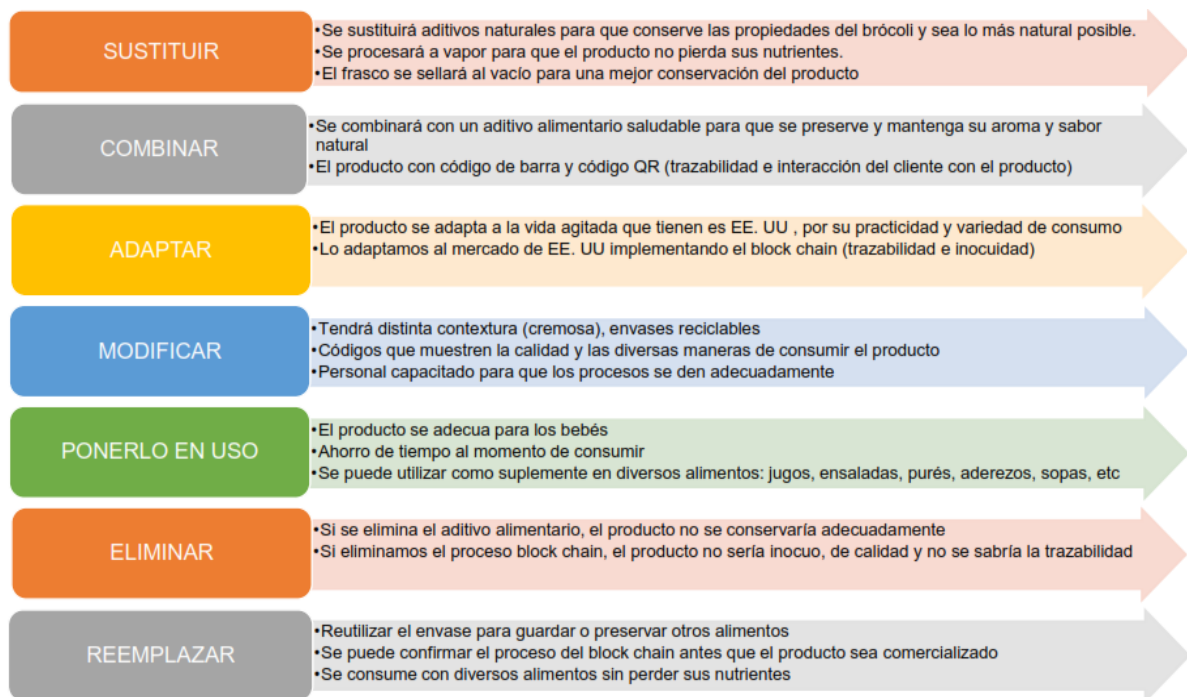 SUSTITUIR
•Se sustituirá aditivos naturales para que conserve las propiedades del brócoli y sea lo más natural posible.
•Se procesará a vapor para que el producto no pierda sus nutrientes.
•El frasco se sellará al vacío para una mejor conservación del producto
COMBINAR
•Se combinará con un aditivo alimentario saludable para que se preserve y mantenga su aroma y sabor
natural
•El producto con código de barra y código QR (trazabilidad e interacción del cliente con el producto)
ADAPTAR
•El producto se adapta a la vida agitada que tienen es EE. UU , por su practicidad y variedad de consumo
•Lo adaptamos al mercado de EE. UU implementando el block chain (trazabilidad e inocuidad)
MODIFICAR
•Tendrá distinta contextura (cremosa), envases reciclables
•Códigos que muestren la calidad y las diversas maneras de consumir el producto
•Personal capacitado para que los procesos se den adecuadamente
PONERLO EN USO
•El producto se adecua para los bebés
•Ahorro de tiempo al momento de consumir
•Se puede utilizar como suplemente en diversos alimentos: jugos, ensaladas, purés, aderezos, sopas, etc
ELIMINAR
•Si se elimina el aditivo alimentario, el producto no se conservaría adecuadamente
•Si eliminamos el proceso block chain, el producto no sería inocuo, de calidad y no se sabría la trazabilidad
REEMPLAZAR
•Reutilizar el envase para guardar o preservar otros alimentos
•Se puede confirmar el proceso del block chain antes que el producto sea comercializado
•Se consume con diversos alimentos sin perder sus nutrientes